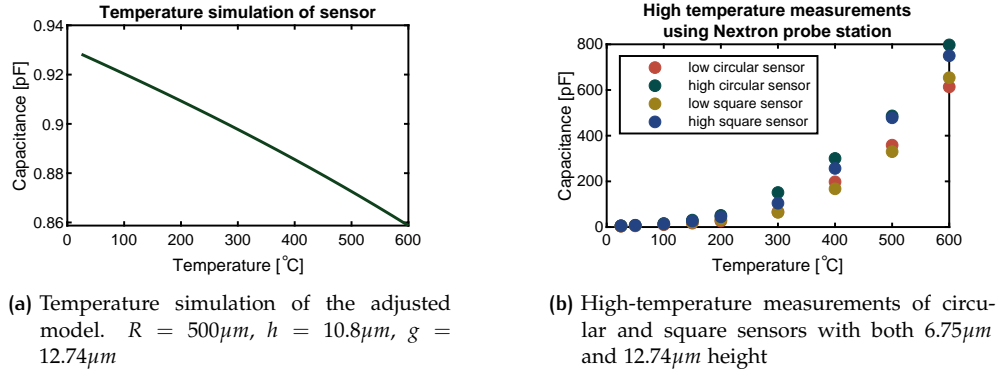 Temperature simulation of sensor
0.94
0.92
0.9
0.88
0.86
Capacitance [pF]
0 100 200 300 400 500 600
Temperature [°C]
(a) Temperature simulation of the adjusted
model. R = 500µm, h = 10.8µm, g =
12.74µm
High temperature measurements
using Nextron probe station
800
600
400
200
0
Capacitance [pF]
low circular sensor
high circular sensor
low square sensor
high square sensor
0 100 200 300 400 500 600
Temperature [°C]
(b) High-temperature measurements of circu-
lar and square sensors with both 6.75µm
and 12.74µm height